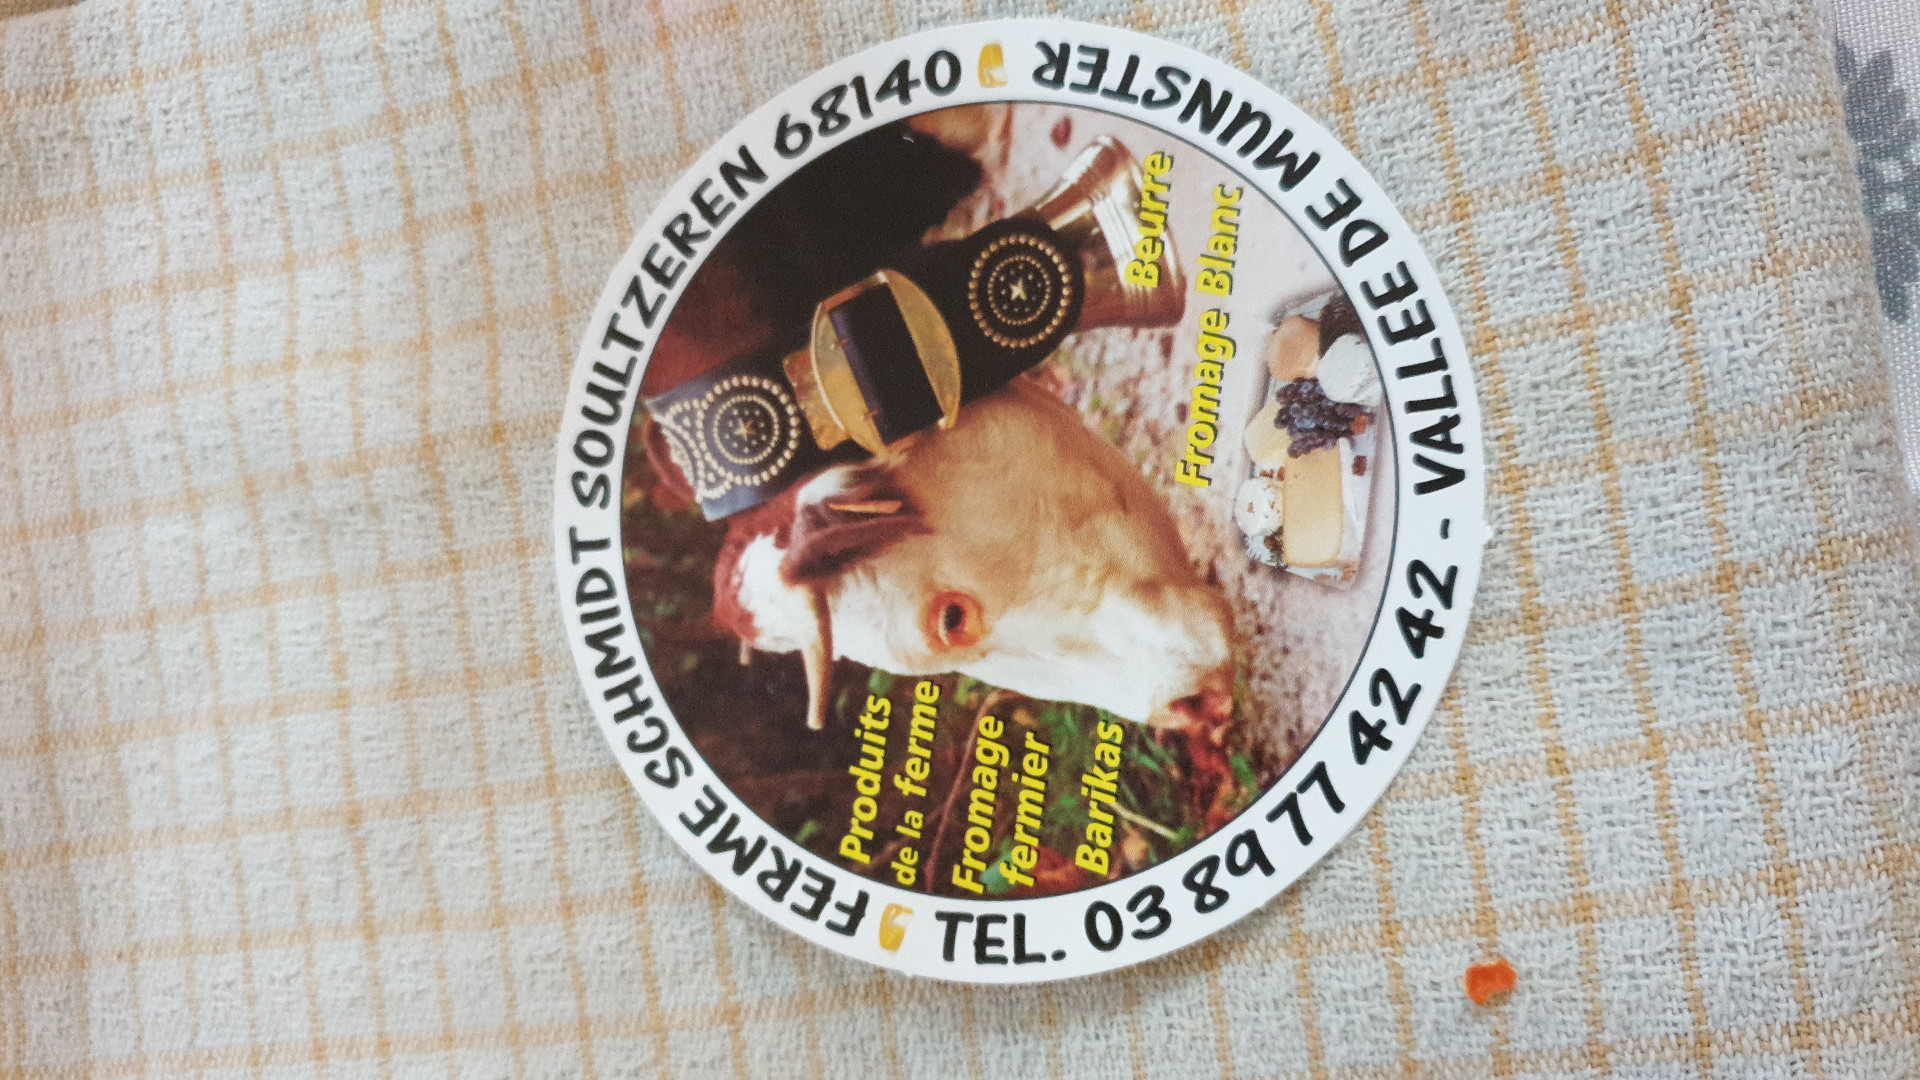 FERME SCHMIDT SOULTZEREN 68140
TEL. 03 89 77 42 42 - VALLEE DE MUNSTER
Produits
de la ferme
Fromage
fermier
Barikas
Beurre
Fromage Blanc